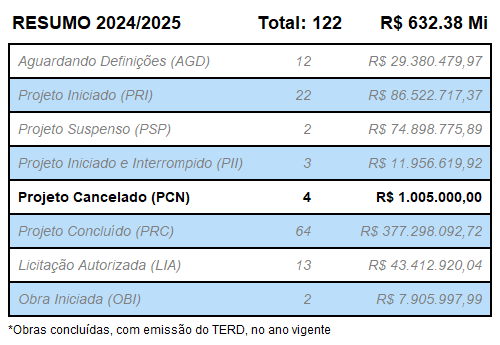 RESUMO 2024/2025 Total: 122 R$ 632.38 Mi
Aguardando Definições (AGD) 12 R$ 29.380.479,97
Projeto Iniciado (PRI) 22 R$ 86.522.717,37
Projeto Suspenso (PSP) 2 R$ 74.898.775,89
Projeto Iniciado e Interrompido (PII) 3 R$ 11.956.619,92
Projeto Cancelado (PCN) 4 R$ 1.005.000,00
Projeto Concluído (PRC) 64 R$ 377.298.092,72
Licitação Autorizada (LIA) 13 R$ 43.412.920,04
Obra Iniciada (OBI) 2 R$ 7.905.997,99
*Obras concluídas, com emissão do TERD, no ano vigente